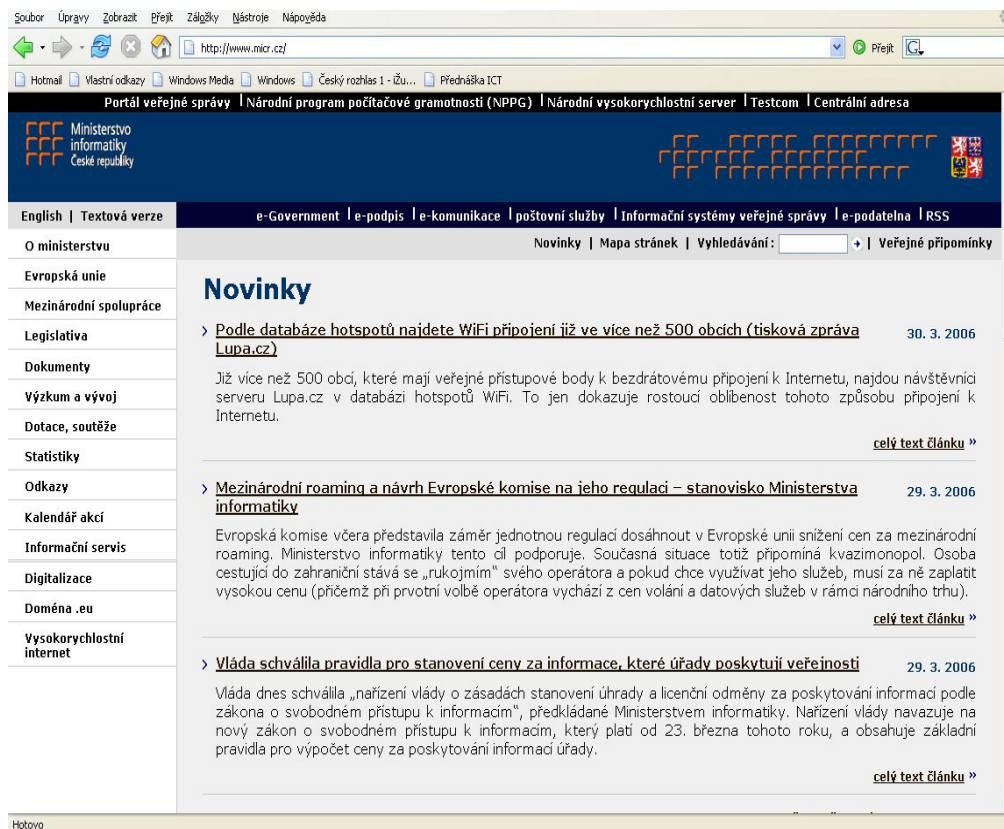 Soubor Úpravy Zobrazit Přejít Záložky Nástroje Nápověda
http://www.micr.cz/ Přejít G
Hotmail Vlastní odkazy Windows Media Windows Český rozhlas 1 - iŽu... Přednáška ICT
Portál veřejné správy | Národní program počítačové gramotnosti (NPPG) | Národní vysokorychlostní server | Testcom | Centrální adresa
Ministerstvo
informatiky
České republiky
English | Textová verze
e-Government | e-podpis | e-komunikace | poštovní služby | Informační systémy veřejné správy | e-podatelna | RSS
Novinky | Mapa stránek | Vyhledávání: | Veřejné připomínky
O ministerstvu
Evropská unie
Mezinárodní spolupráce
Legislativa
Dokumenty
Výzkum a vývoj
Dotace, soutěže
Statistiky
Odkazy
Kalendář akcí
Informační servis
Digitalizace
Doména .eu
Vysokorychlostní
internet
Novinky
› Podle databáze hotspotů najdete WiFi připojení již ve více než 500 obcích (tisková zpráva 30. 3. 2006
Lupa.cz)
Již více než 500 obcí, které mají veřejné přístupové body k bezdrátovému připojení k Internetu, najdou návštěvníci
serveru Lupa.cz v databázi hotspotů WiFi. To jen dokazuje rostoucí oblíbenost tohoto způsobu připojení k
Internetu.
celý text článku »
› Mezinárodní roaming a návrh Evropské komise na jeho regulaci – stanovisko Ministerstva 29. 3. 2006
informatiky
Evropská komise včera představila záměr jednotnou regulací dosáhnout v Evropské unii snížení cen za mezinárodní
roaming. Ministerstvo informatiky tento cíl podporuje. Současná situace totiž připomíná kvazimonopol. Osoba
cestující do zahraniční stává se „rukojmím“ svého operátora a pokud chce využívat jeho služeb, musí za ně zaplatit
vysokou cenu (přičemž při prvotní volbě operátora vychází z cen volání a datových služeb v rámci národního trhu).
celý text článku »
› Vláda schválila pravidla pro stanovení ceny za informace, které úřady poskytují veřejnosti 29. 3. 2006
Vláda dnes schválila „nařízení vlády o zásadách stanovení úhrady a licenční odměny za poskytování informací podle
zákona o svobodném přístupu k informacím“, předkládané Ministerstvem informatiky. Nařízení vlády navazuje na
nový zákon o svobodném přístupu k informacím, který platí od 23. března tohoto roku, a obsahuje základní
pravidla pro výpočet ceny za poskytování informací úřady.
celý text článku »
Hotovo